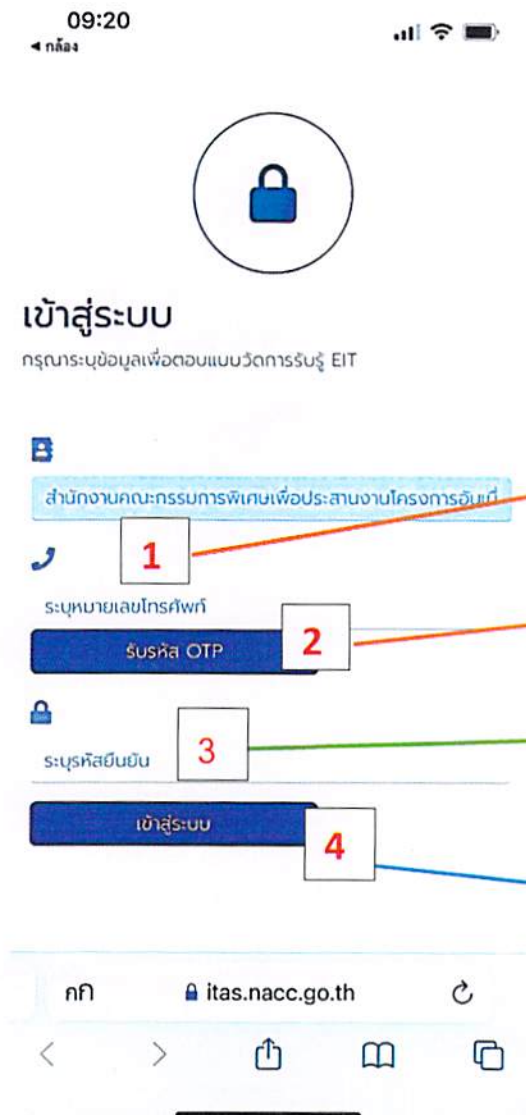 09:20
◀ กล้อง
เข้าสู่ระบบ
กรุณาระบุข้อมูลเพื่อตอบแบบวัดการรับรู้ EIT
สำนักงานคณะกรรมการพิเศษเพื่อประสานงานโครงการอันเนื่
1
ระบุหมายเลขโทรศัพท์
รับรหัส OTP
2
ระบุรหัสยืนยัน
3
เข้าสู่ระบบ
4
กก itas.nacc.go.th